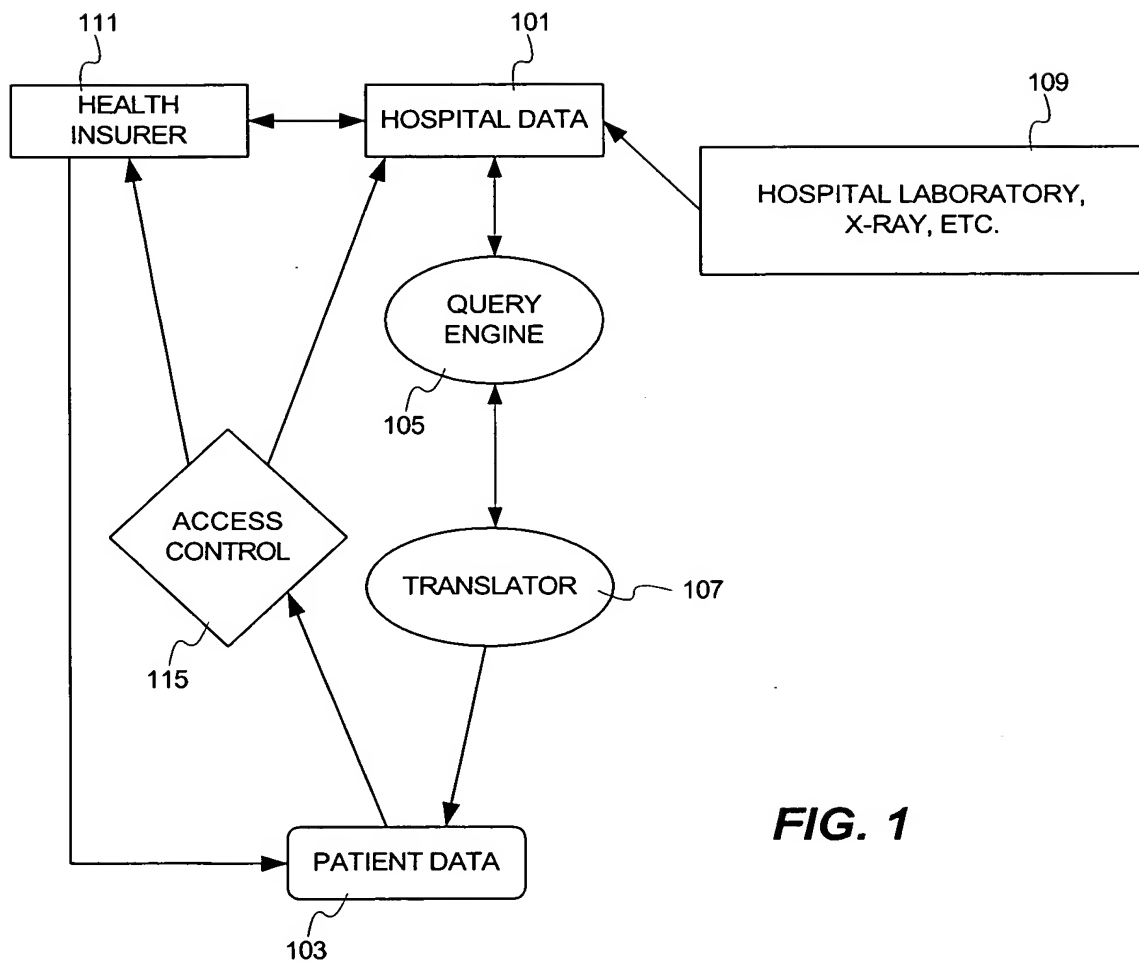 111
101
HEALTH
INSURER
HOSPITAL DATA
109
HOSPITAL LABORATORY,
X-RAY, ETC.
QUERY
ENGINE
105
ACCESS
CONTROL
TRANSLATOR
107
115
FIG. 1
PATIENT DATA
103